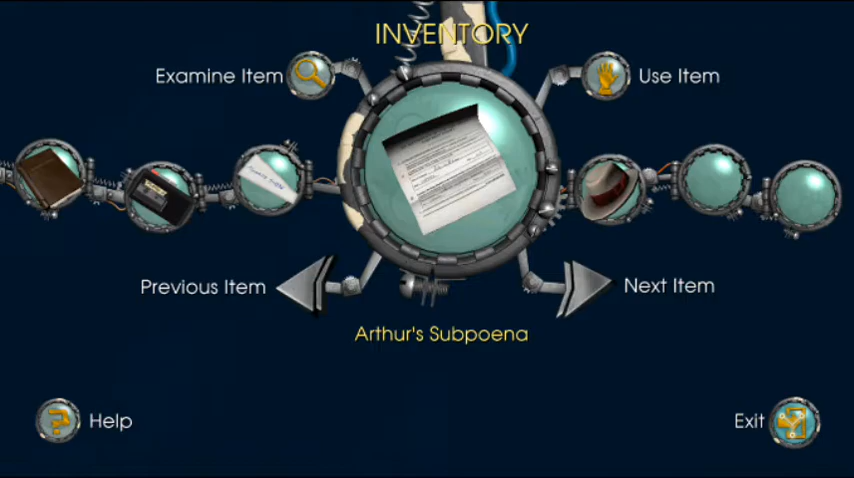 INVENTORY
Examine Item
Use Item
Previous Item
Next Item
Arthur's Subpoena
Help
Exit